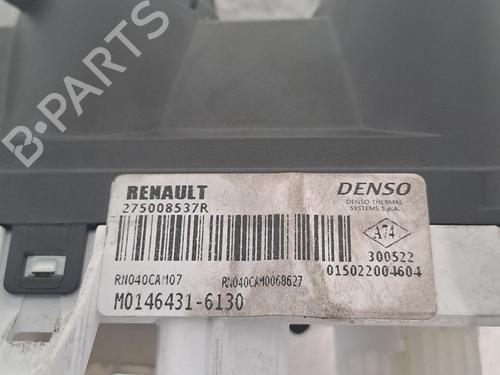 B-PARTS
RENAULT
275008537R
DENSO
DENSO THERMAL
SYSTEMS S.p.A.
A74
300522
015022004604
RN040CAM07
RN040CAM0068627
M0146431-6130